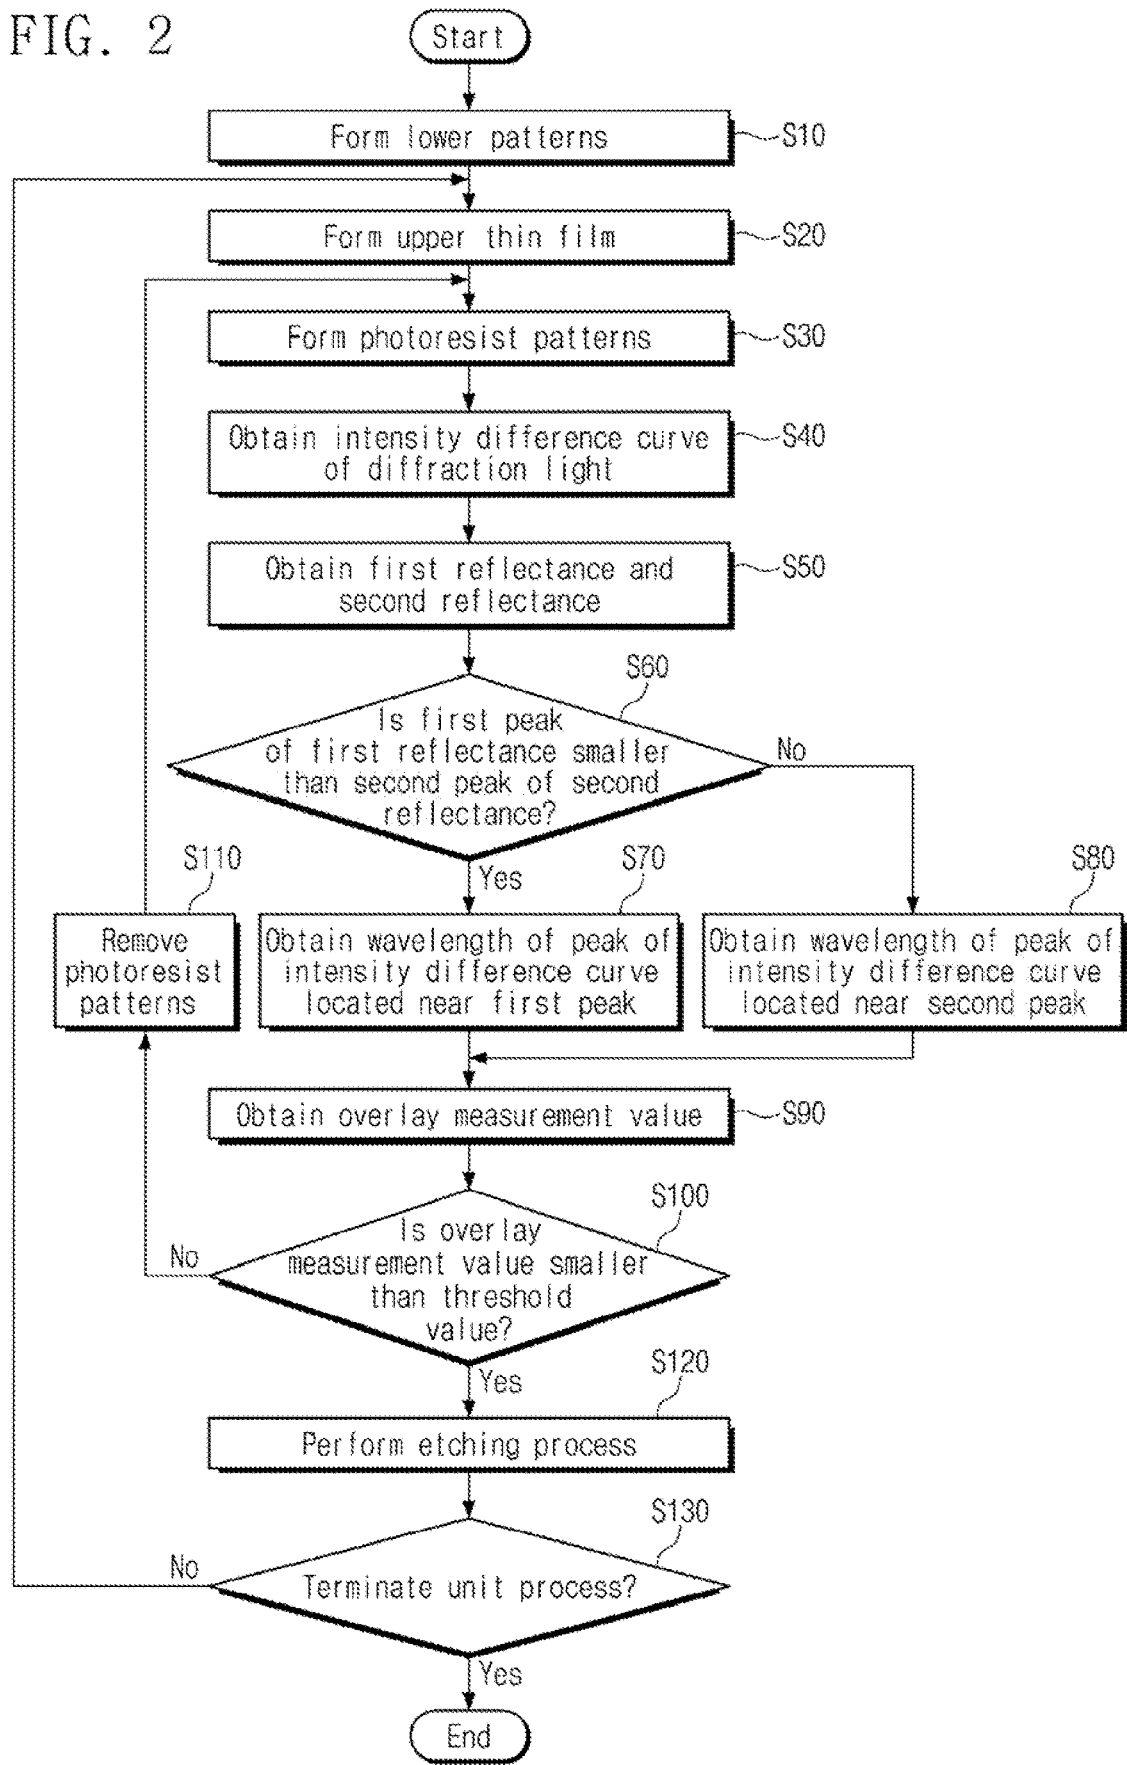 FIG. 2
Start
Form lower patterns
S10
Form upper thin film
S20
Form photoresist patterns
S30
Obtain intensity difference curve
of diffraction light
S40
Obtain first reflectance and
second reflectance
S50
S60
Is first peak
of first reflectance smaller
than second peak of second
reflectance?
No
Yes
S110
Remove
photoresist
patterns
S70
Obtain wavelength of peak of
intensity difference curve
located near first peak
S80
Obtain wavelength of peak of
intensity difference curve
located near second peak
Obtain overlay measurement value
S90
S100
Is overlay
measurement value smaller
than threshold
value?
No
Yes
S120
Perform etching process
S130
Terminate unit process?
No
Yes
End